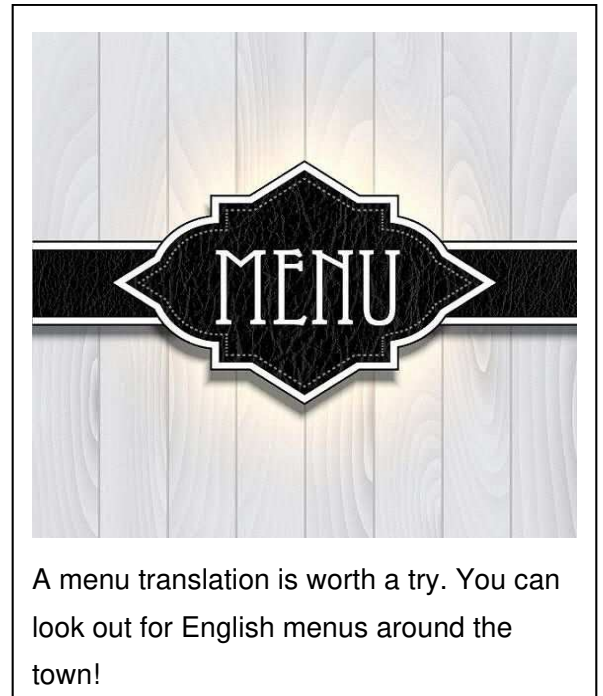 MENU
A menu translation is worth a try. You can
look out for English menus around the
town!